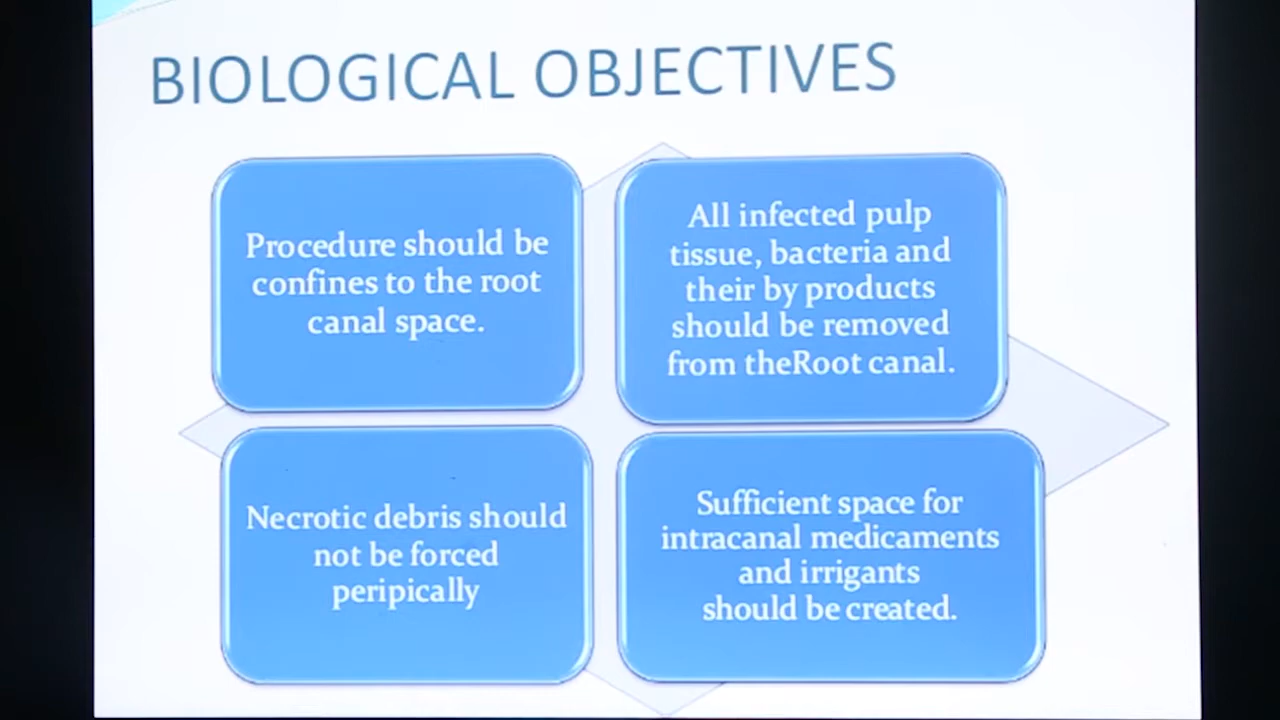 BIOLOGICAL OBJECTIVES
Procedure should be
confines to the root
canal space.
All infected pulp
tissue, bacteria and
their by products
should be removed
from theRoot canal.
Necrotic debris should
not be forced
peripically
Sufficient space for
intracanal medicaments
and irrigants
should be created.